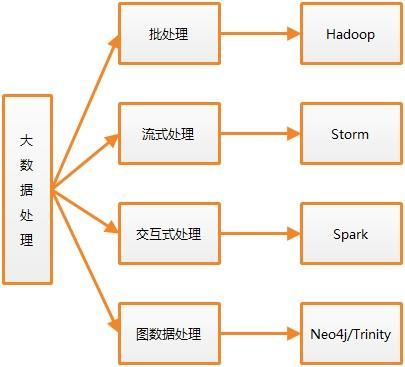 大数据处理
批处理
Hadoop
流式处理
Storm
交互式处理
Spark
图数据处理
Neo4j/Trinity